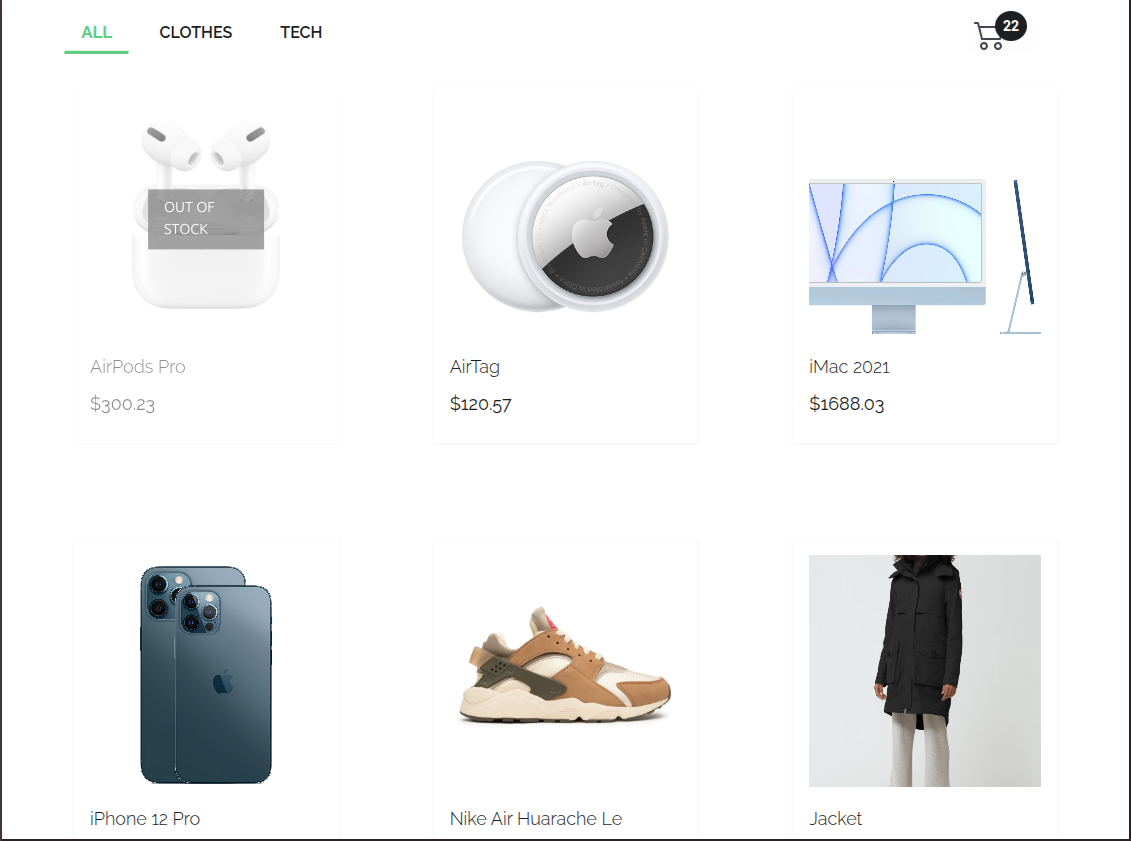 ALL
CLOTHES
TECH
22
OUT OF
STOCK
AirPods Pro
$300.23
AirTag
$120.57
iMac 2021
$1688.03
iPhone 12 Pro
Nike Air Huarache Le
Jacket